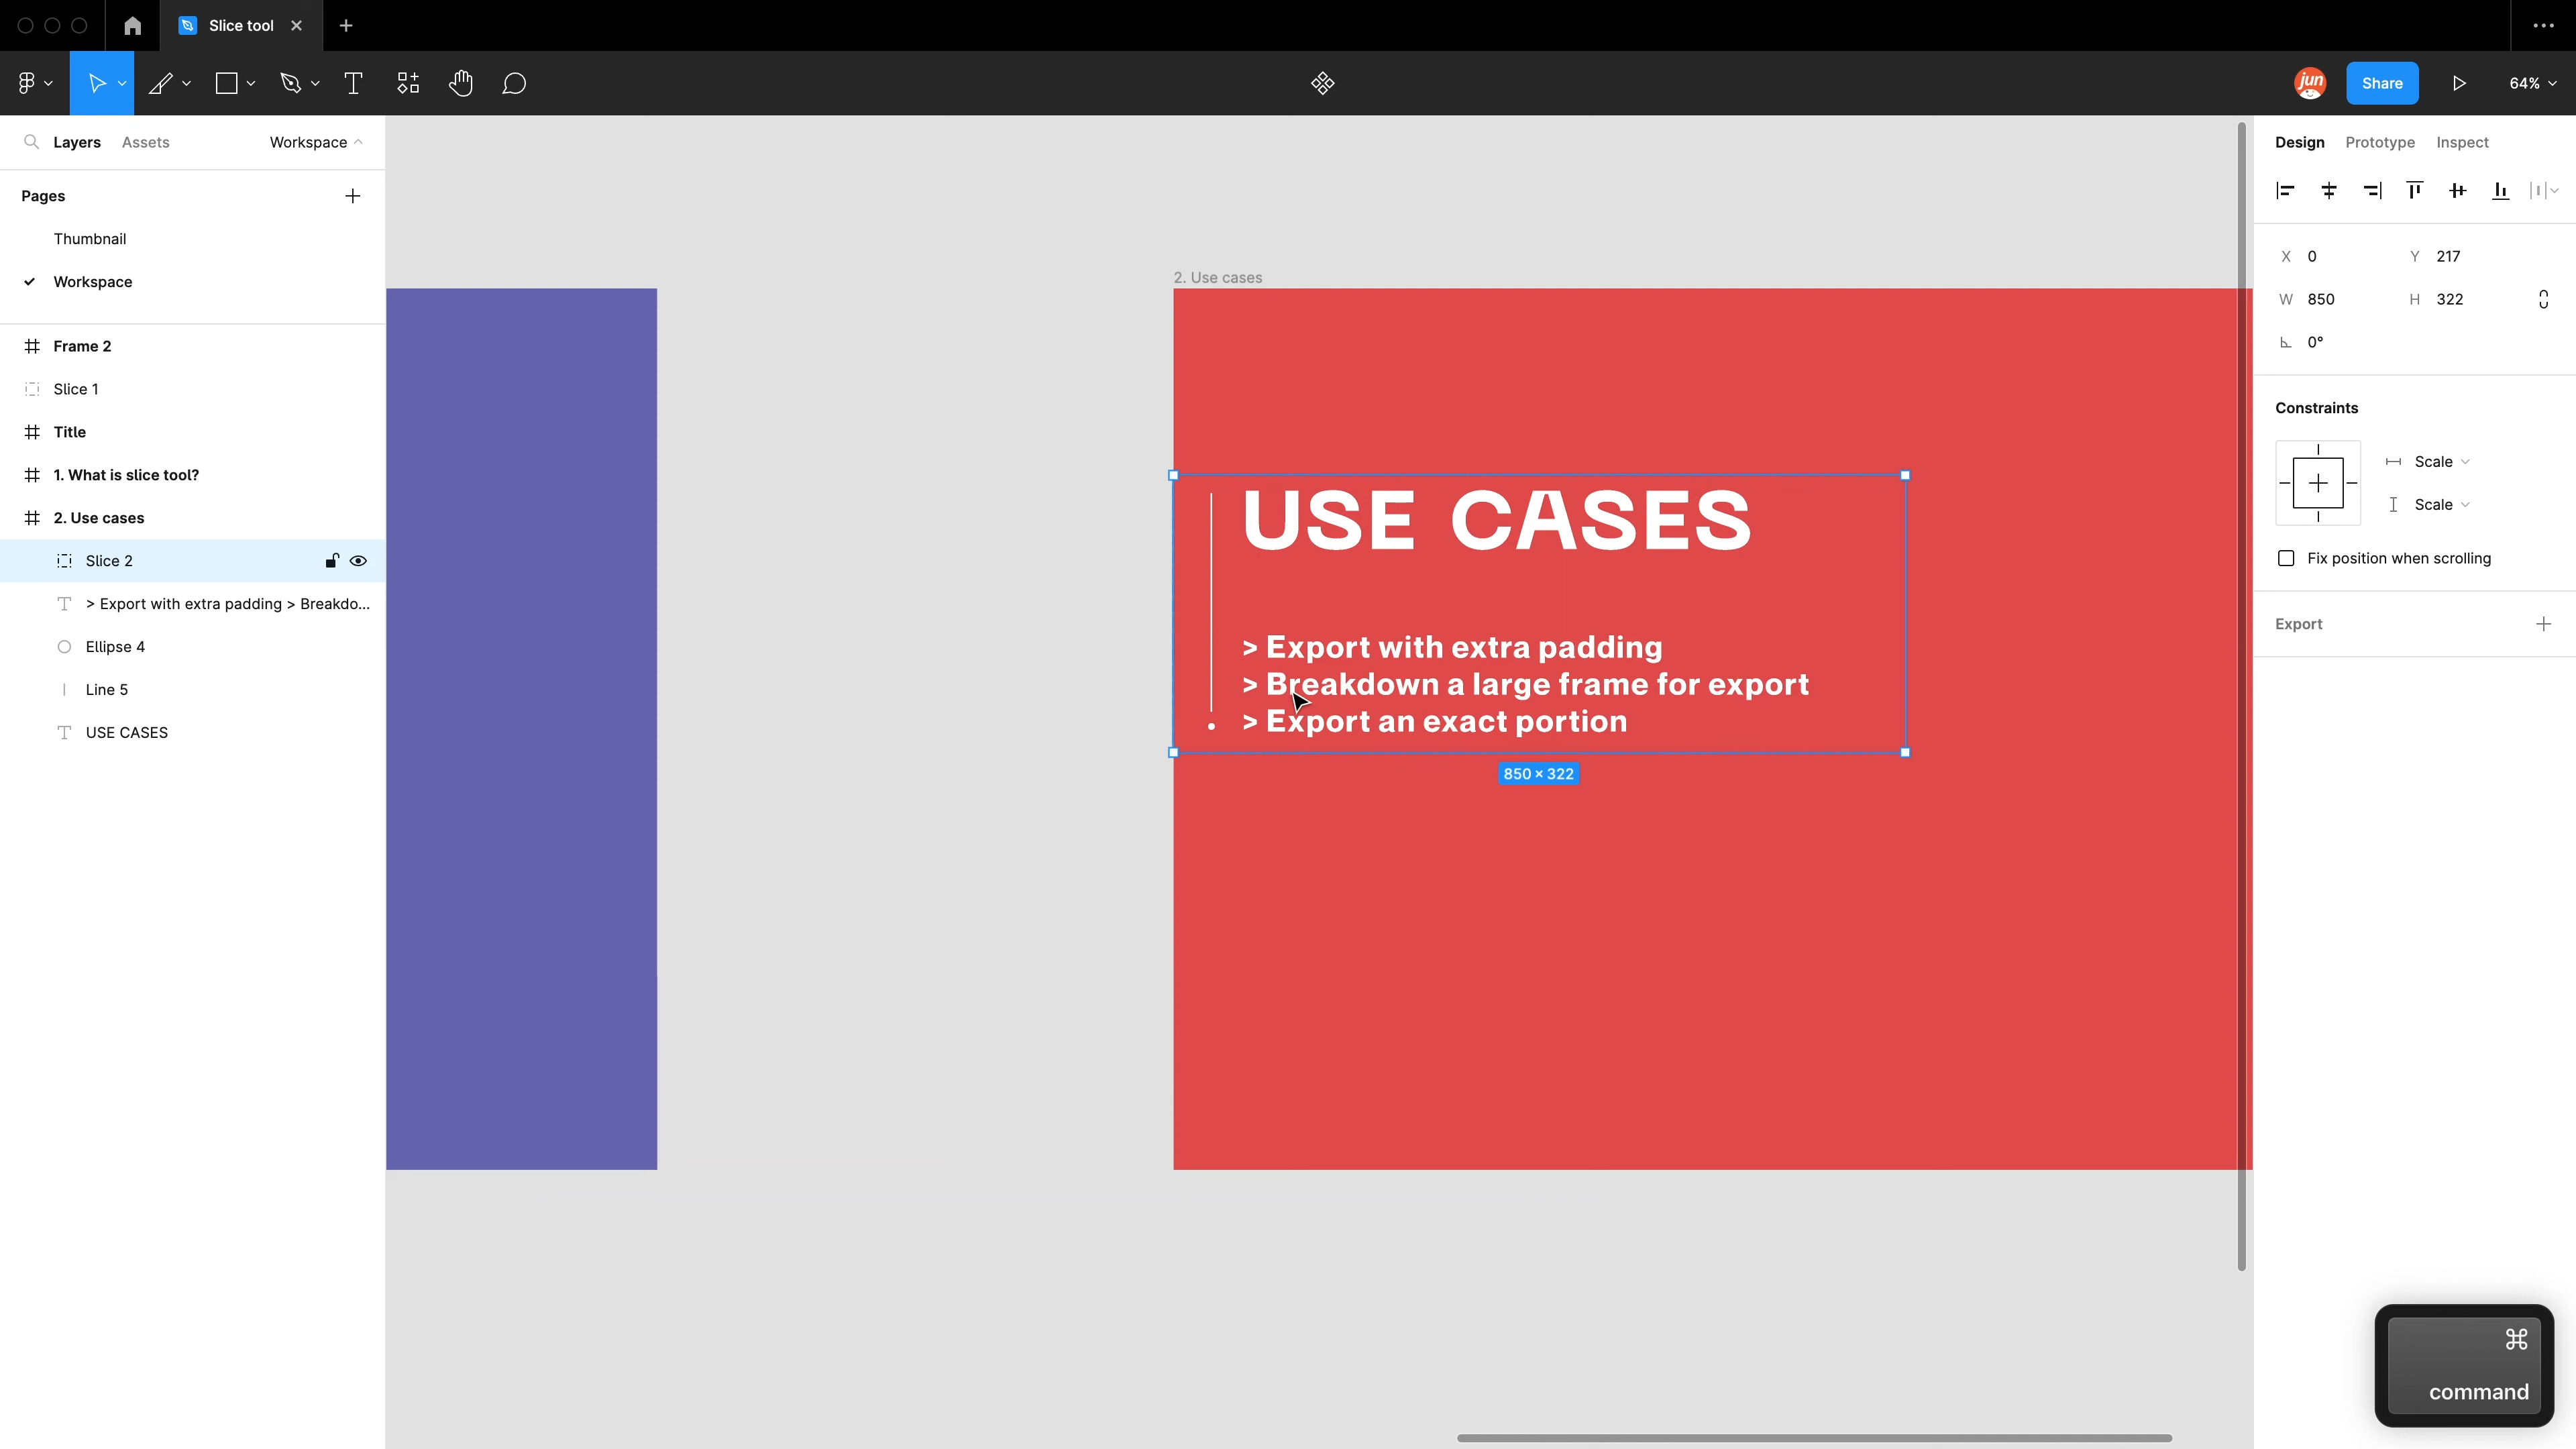 Slice tool
jun
Share
64%
Layers
Assets
Workspace
Pages
Thumbnail
Workspace
Frame 2
Slice 1
Title
1. What is slice tool?
2. Use cases
Slice 2
> Export with extra padding > Breakdo...
Ellipse 4
Line 5
USE CASES
2. Use cases
USE CASES
> Export with extra padding
> Breakdown a large frame for export
> Export an exact portion
850 × 322
Design
Prototype
Inspect
X 0
Y 217
W 850
H 322
0°
Constraints
Scale
Scale
Fix position when scrolling
Export
⌘
command